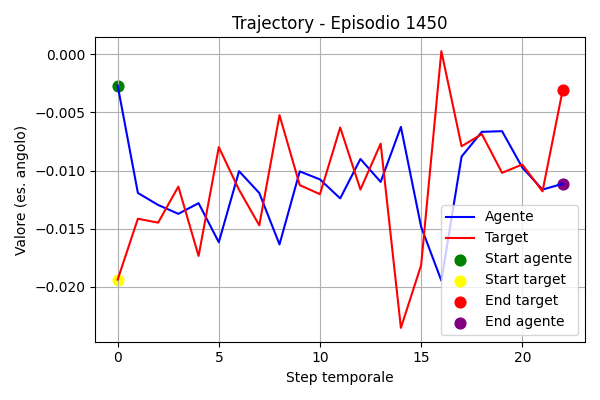 Trajectory - Episodio 1450
Valore (es. angolo)
0.000
−0.005
−0.010
−0.015
−0.020
0
5
10
15
20
Step temporale
Agente
Target
Start agente
Start target
End target
End agente